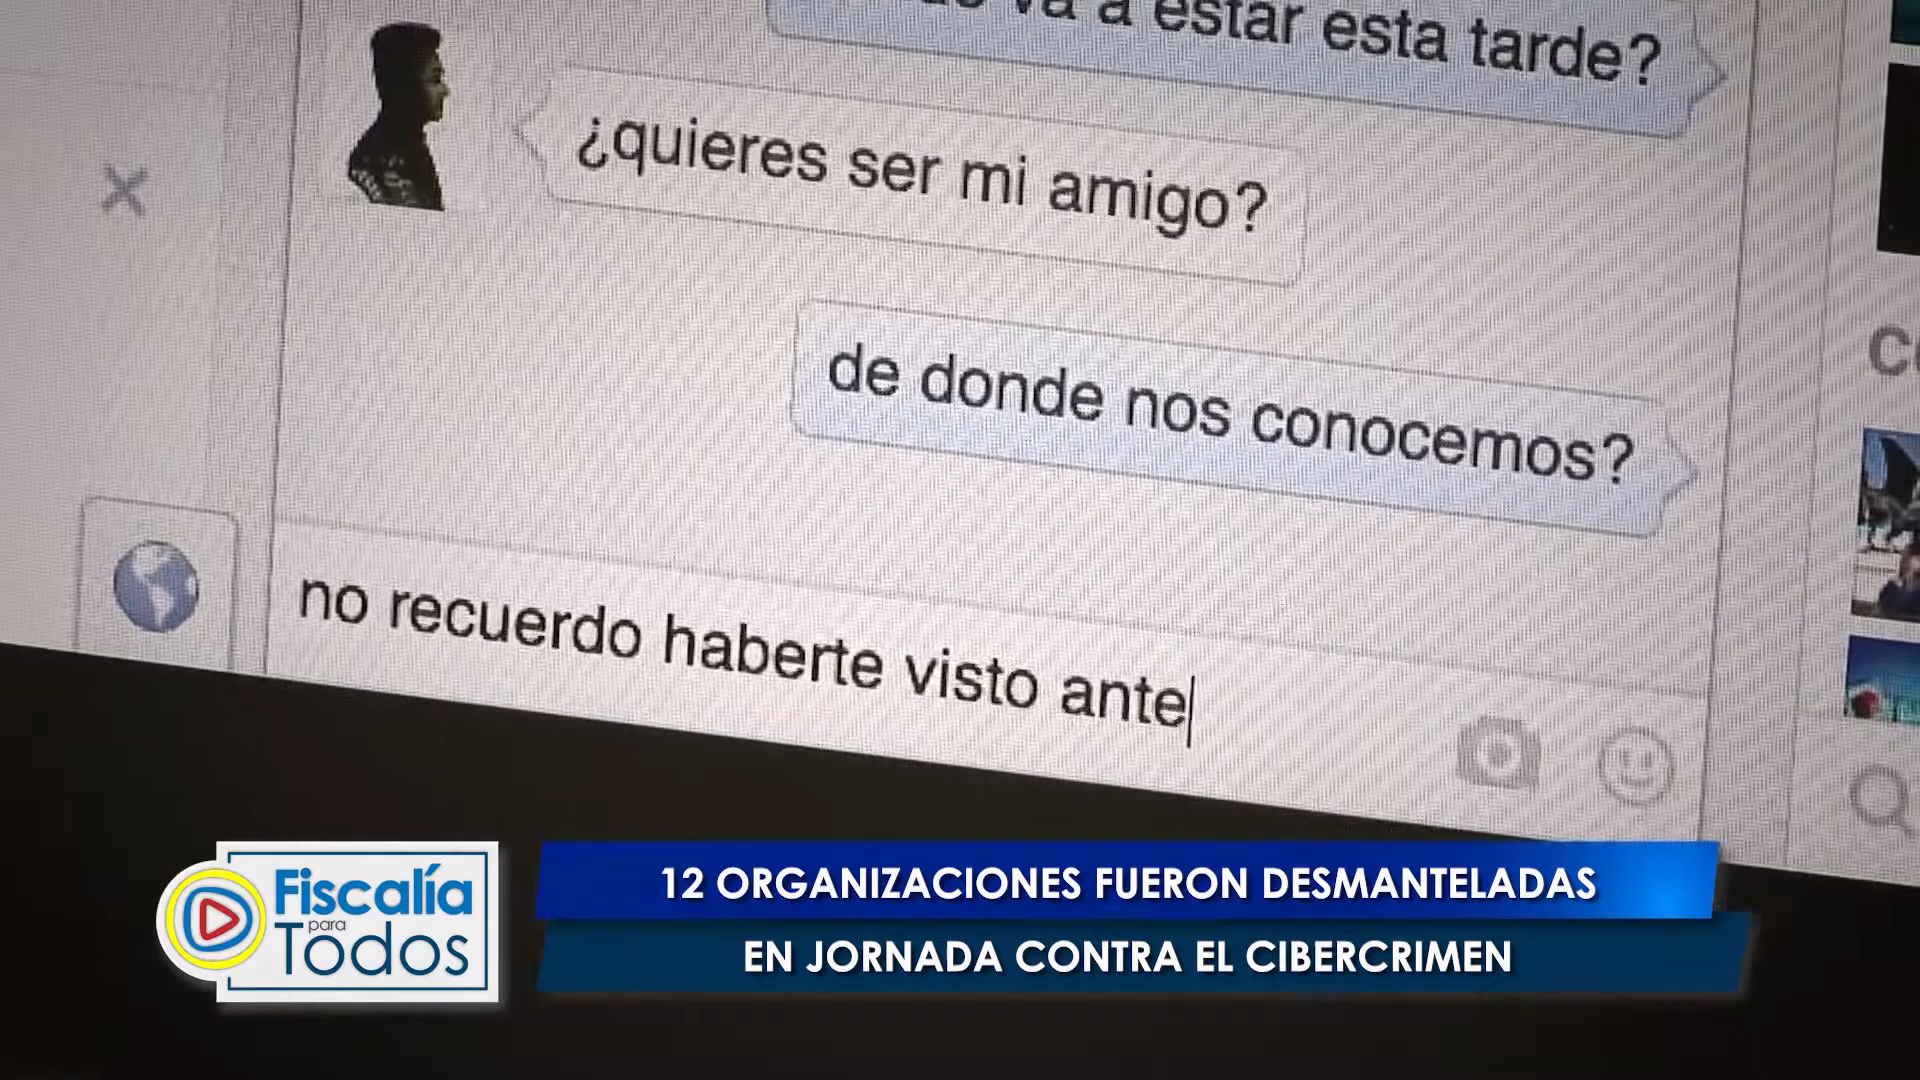 va a estar esta tarde?
¿quieres ser mi amigo?
de donde nos conocemos?
no recuerdo haberte visto ante
Fiscalía
para
Todos
12 ORGANIZACIONES FUERON DESMANTELADAS
EN JORNADA CONTRA EL CIBERCRIMEN